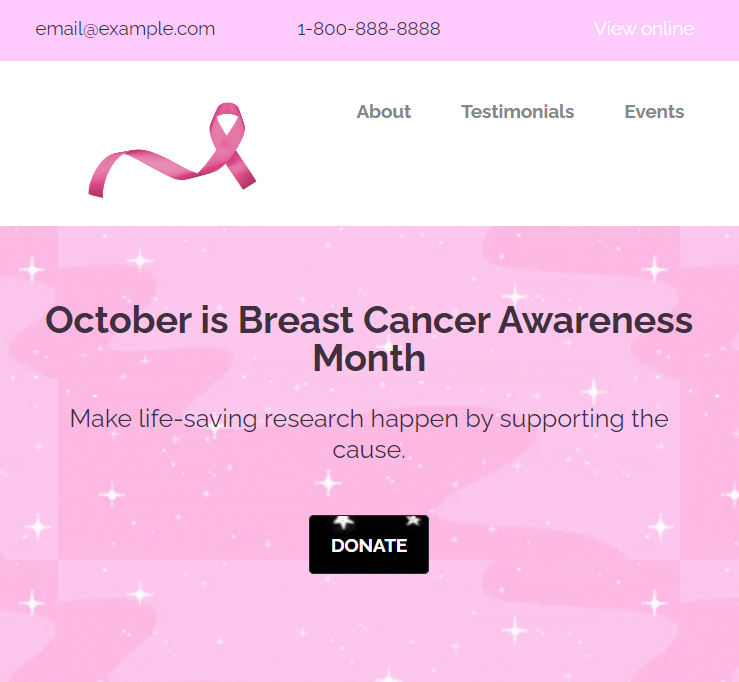 email@example.com 1-800-888-8888 View online
About Testimonials Events
October is Breast Cancer Awareness
Month
Make life-saving research happen by supporting the
cause.
DONATE